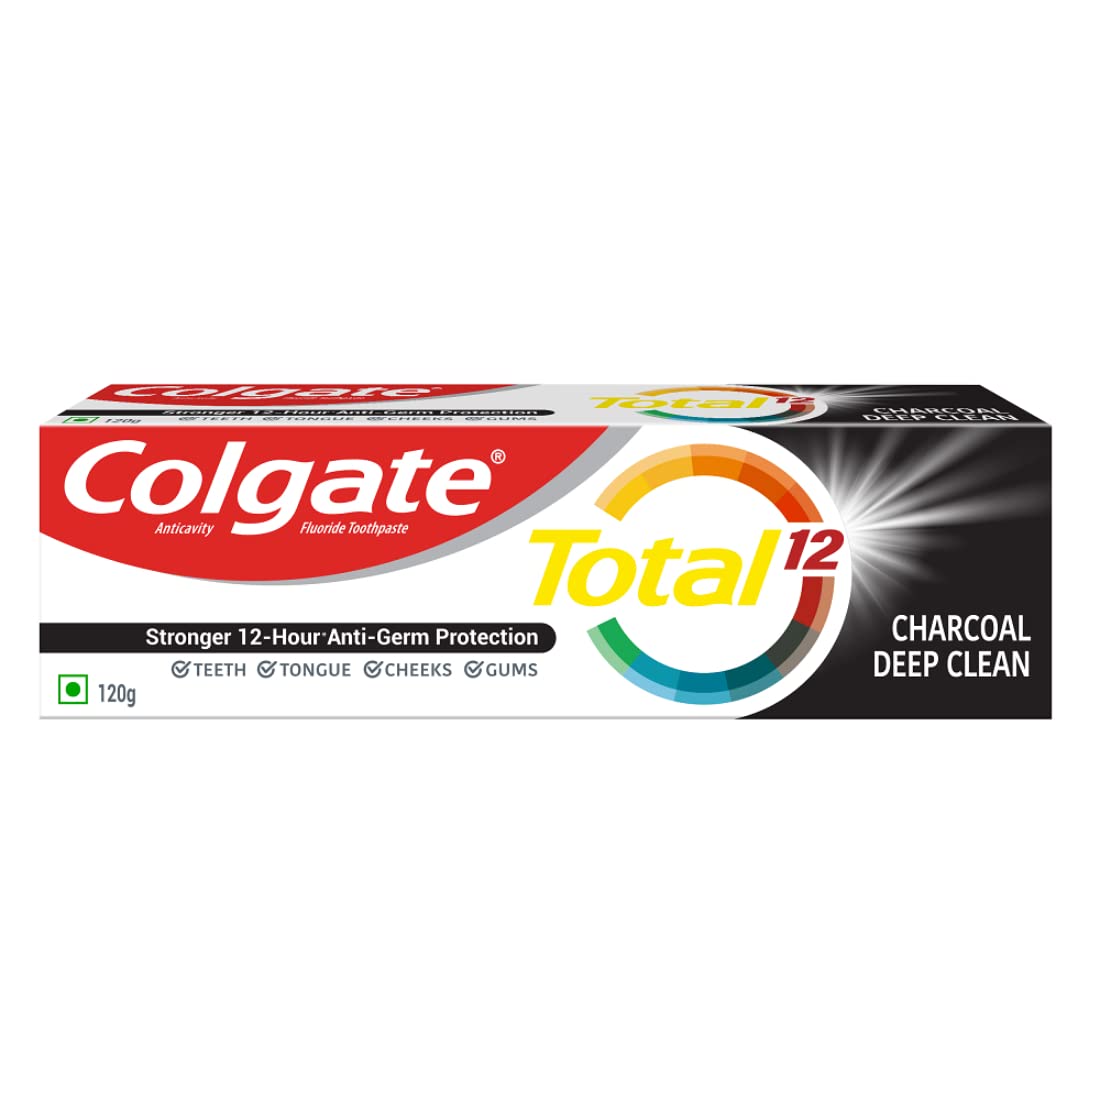 Colgate
Stronger 12-Hour Anti-Germ Protection
Total 12
CHARCOAL
DEEP CLEAN
120g
TEETH TONGUE CHEEKS GUMS
Colgate®
Anticavity Fluoride Toothpaste
Total 12
Stronger 12-Hour* Anti-Germ Protection
TEETH TONGUE CHEEKS GUMS
120g
CHARCOAL
DEEP CLEAN